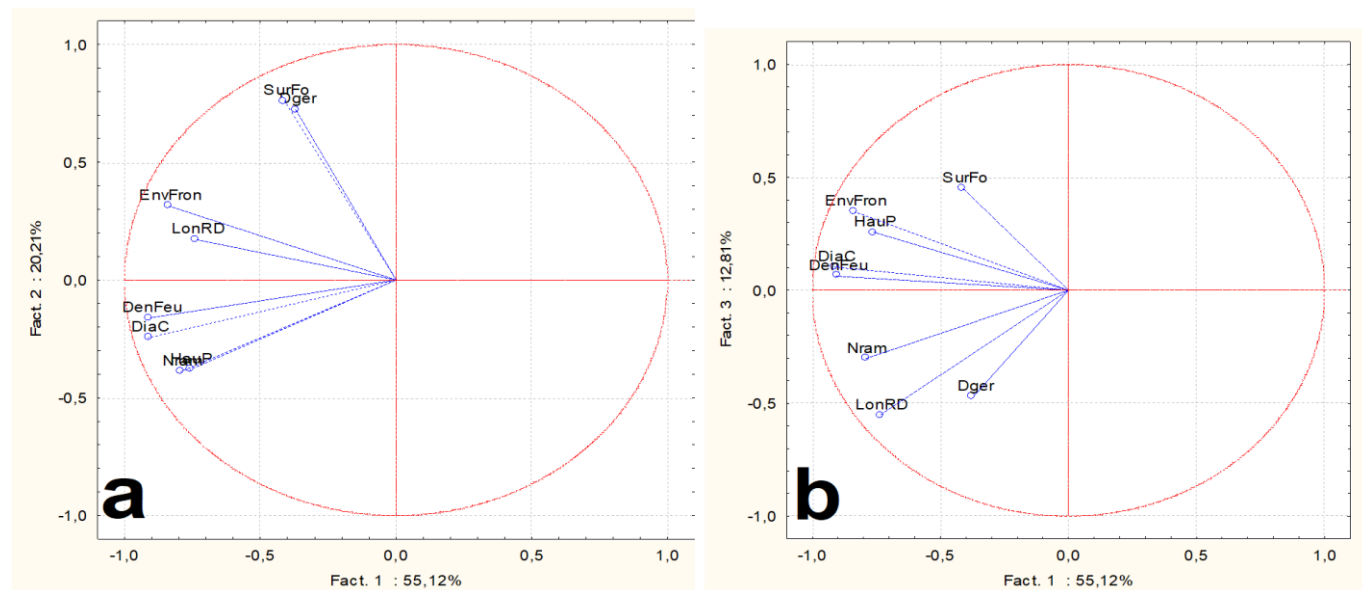 1,0
0,5
0,0
-0,5
-1,0
Fact. 2 : 20,21%
SurFo
Dger
EnvFron
LonRD
DenFeu
DiaC
Nram
HauP
a
-1,0
-0,5
0,0
0,5
1,0
Fact. 1 : 55,12%
1,0
0,5
0,0
-0,5
-1,0
Fact. 3 : 12,81%
SurFo
EnvFron
HauP
DiaC
DenFeu
Nram
Dger
LonRD
b
-1,0
-0,5
0,0
0,5
1,0
Fact. 1 : 55,12%